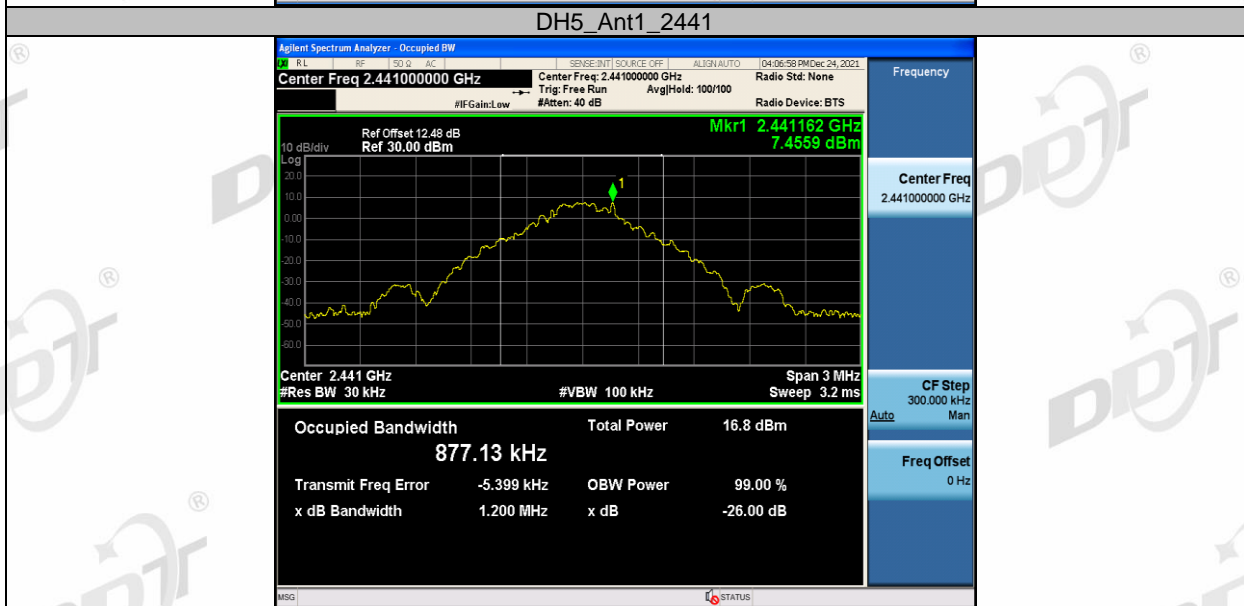 DH5_Ant1_2441
Agilent Spectrum Analyzer - Occupied BW
RL RF 50 Ω AC SENSE:INT SOURCE OFF ALIGN AUTO 04:06:58 PM Dec 24, 2021
Center Freq 2.441000000 GHz Center Freq: 2.441000000 GHz Radio Std: None
Trig: Free Run Avg|Hold: 100/100
#IFGain:Low #Atten: 40 dB Radio Device: BTS
Frequency
Ref Offset 12.48 dB Mkr1 2.441162 GHz
10 dB/div Ref 30.00 dBm 7.4559 dBm
Log
20.0
10.0
0.00
-10.0
-20.0
-30.0
-40.0
-50.0
-60.0
1
Center Freq
2.441000000 GHz
Center 2.441 GHz Span 3 MHz
#Res BW 30 kHz #VBW 100 kHz Sweep 3.2 ms
CF Step
300.000 kHz
Auto Man
Occupied Bandwidth Total Power 16.8 dBm
877.13 kHz
Freq Offset
0 Hz
Transmit Freq Error -5.399 kHz OBW Power 99.00 %
x dB Bandwidth 1.200 MHz x dB -26.00 dB
MSG STATUS
DDT
®
DDT
®
DDT
®
DDT
®
DDT
®